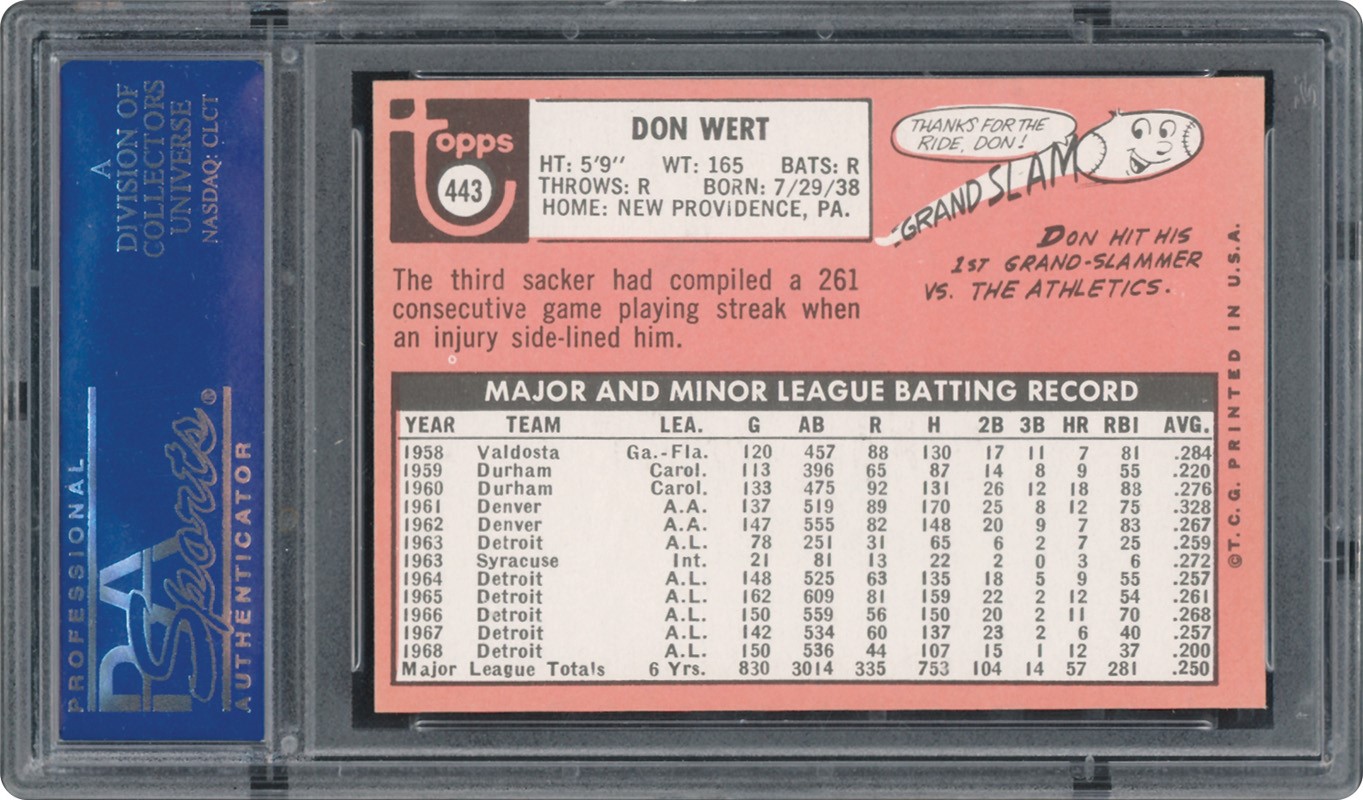 A
DIVISION OF
COLLECTORS
UNIVERSE
NASDAQ: CLCT
PROFESSIONAL
PSA
Sports®
AUTHENTICATOR
Topps
443
DON WERT
HT: 5'9'' WT: 165 BATS: R
THROWS: R BORN: 7/29/38
HOME: NEW PROVIDENCE, PA.
THANKS FOR THE
RIDE, DON!
GRAND SLAM
DON HIT HIS
1ST GRAND-SLAMMER
VS. THE ATHLETICS.
The third sacker had compiled a 261
consecutive game playing streak when
an injury side-lined him.
MAJOR AND MINOR LEAGUE BATTING RECORD
YEAR TEAM LEA. G AB R H 2B 3B HR RBI AVG.
1958 Valdosta Ga.-Fla. 120 457 88 130 17 11 7 81 .284
1959 Durham Carol. 113 396 65 87 14 8 9 55 .220
1960 Durham Carol. 133 475 92 131 26 12 18 88 .276
1961 Denver A.A. 137 519 89 170 25 8 12 75 .328
1962 Denver A.A. 147 555 82 148 20 9 7 83 .267
1963 Detroit A.L. 78 251 31 65 6 2 7 25 .259
1963 Syracuse Int. 21 81 13 22 2 0 3 6 .272
1964 Detroit A.L. 148 525 63 135 18 5 9 55 .257
1965 Detroit A.L. 162 609 81 159 22 2 12 54 .261
1966 Detroit A.L. 150 559 56 150 20 2 11 70 .268
1967 Detroit A.L. 142 534 60 137 23 2 6 40 .257
1968 Detroit A.L. 150 536 44 107 15 1 12 37 .200
Major League Totals 6 Yrs. 830 3014 335 753 104 14 57 281 .250
©T.C.G. PRINTED IN U.S.A.